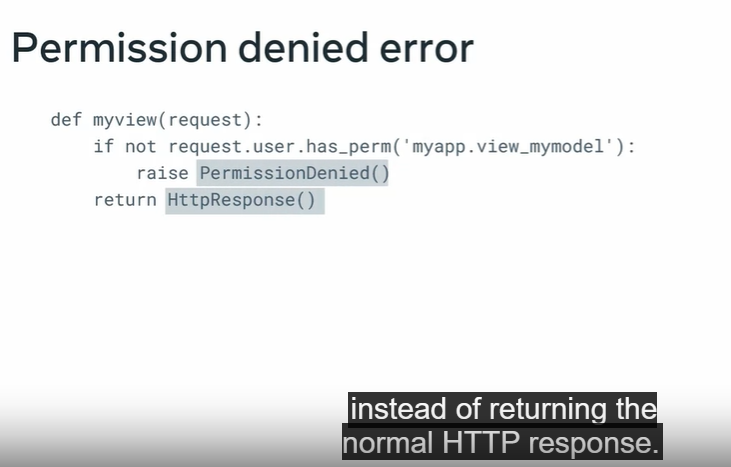 Permission denied error
def myview(request):
    if not request.user.has_perm('myapp.view_mymodel'):
        raise PermissionDenied()
    return HttpResponse()
instead of returning the
normal HTTP response.